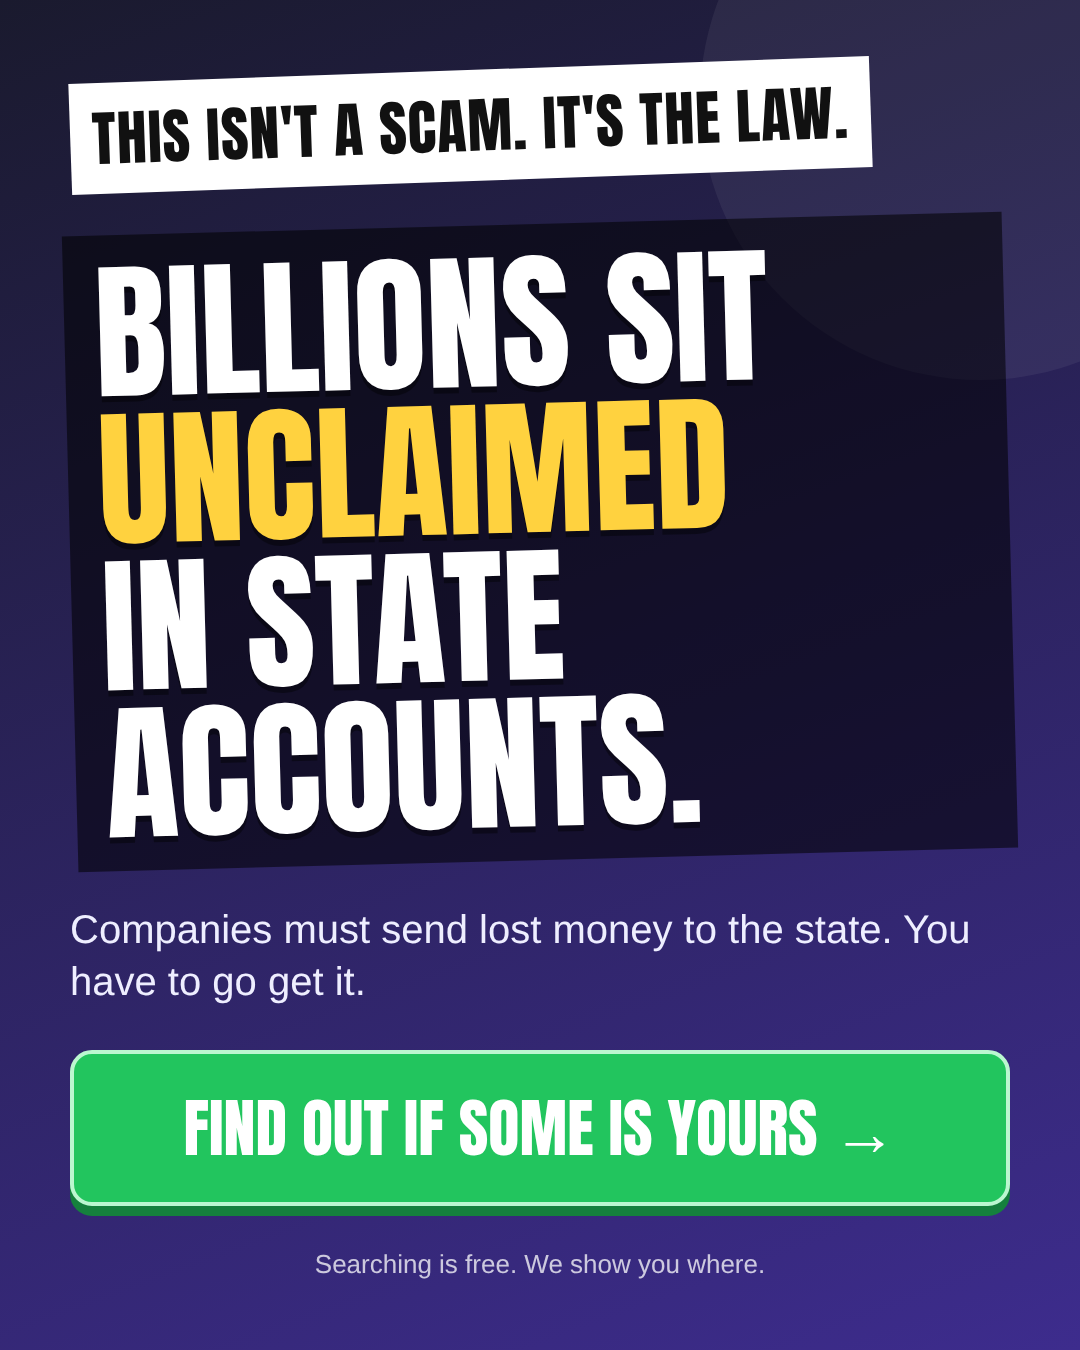 THIS ISN'T A SCAM. IT'S THE LAW.
BILLIONS SIT
UNCLAIMED
IN STATE
ACCOUNTS.
Companies must send lost money to the state. You
have to go get it.
FIND OUT IF SOME IS YOURS →
Searching is free. We show you where.